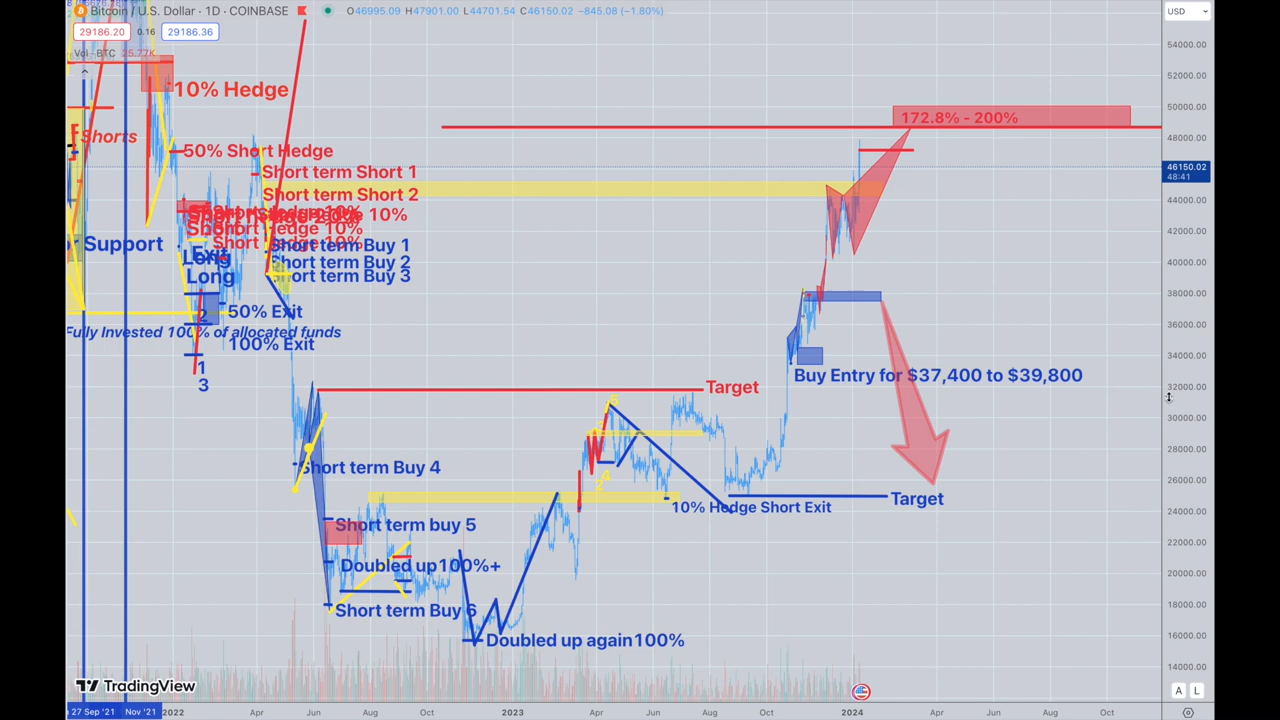 Bitcoin / U.S. Dollar · 1D · COINBASE
O46995.09 H47901.00 L44701.54 C46150.02 −845.08 (−1.80%)
USD
29186.20 0.16 29186.36
Vol · BTC 25.77K
54000.00
52000.00
10% Hedge
50000.00
172.8% - 200%
Shorts
48000.00
50% Short Hedge
46150.02
48:41
Short term Short 1
Short term Short 2
44000.00
42000.00
Support
Short term Buy 1
Exit
Long
Short term Buy 2
40000.00
Long
Short term Buy 3
38000.00
50% Exit
2
36000.00
Fully Invested 100% of allocated funds
100% Exit
34000.00
1
3
Buy Entry for $37,400 to $39,800
32000.00
Target
30000.00
28000.00
Short term Buy 4
26000.00
Target
10% Hedge Short Exit
24000.00
Short term buy 5
22000.00
Doubled up100%+
20000.00
Short term Buy 6
18000.00
Doubled up again100%
16000.00
14000.00
TradingView
A L
27 Sep '21 Nov '21 2022 Apr Jun Aug Oct 2023 Apr Jun Aug Oct 2024 Apr Jun Aug Oct